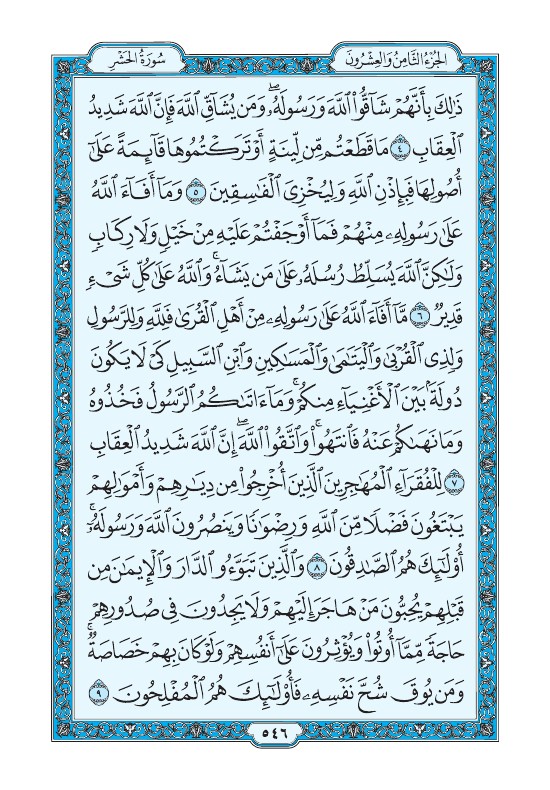 الجُزْءُ الثَّامِنُ وَالعِشْرُونَ
سُورَةُ الحَشْرِ
ذَٰلِكَ بِأَنَّهُمْ شَآقُّوا۟ ٱللَّهَ وَرَسُولَهُۥ ۖ وَمَن يُشَآقِّ ٱللَّهَ فَإِنَّ ٱللَّهَ شَدِيدُ
ٱلْعِقَابِ ٤ مَا قَطَعْتُم مِّن لِّينَةٍ أَوْ تَرَكْتُمُوهَا قَآئِمَةً عَلَىٰٓ
أُصُولِهَا فَبِإِذْنِ ٱللَّهِ وَلِيُخْزِىَ ٱلْفَـٰسِقِينَ ٥ وَمَآ أَفَآءَ ٱللَّهُ
عَلَىٰ رَسُولِهِۦ مِنْهُمْ فَمَآ أَوْجَفْتُمْ عَلَيْهِ مِنْ خَيْلٍ وَلَا رِكَابٍ
وَلَـٰكِنَّ ٱللَّهَ يُسَلِّطُ رُسُلَهُۥ عَلَىٰ مَن يَشَآءُ ۚ وَٱللَّهُ عَلَىٰ كُلِّ شَىْءٍ
قَدِيرٌ ٦ مَّآ أَفَآءَ ٱللَّهُ عَلَىٰ رَسُولِهِۦ مِنْ أَهْلِ ٱلْقُرَىٰ فَلِلَّهِ وَلِلرَّسُولِ
وَلِذِى ٱلْقُرْبَىٰ وَٱلْيَتَـٰمَىٰ وَٱلْمَسَـٰكِينِ وَٱبْنِ ٱلسَّبِيلِ كَىْ لَا يَكُونَ
دُولَةًۢ بَيْنَ ٱلْأَغْنِيَآءِ مِنكُمْ ۚ وَمَآ ءَاتَىٰكُمُ ٱلرَّسُولُ فَخُذُوهُ
وَمَا نَهَىٰكُمْ عَنْهُ فَٱنتَهُوا۟ ۚ وَٱتَّقُوا۟ ٱللَّهَ ۖ إِنَّ ٱللَّهَ شَدِيدُ ٱلْعِقَابِ
٧ لِلْفُقَرَآءِ ٱلْمُهَـٰجِرِينَ ٱلَّذِينَ أُخْرِجُوا۟ مِن دِيَـٰرِهِمْ وَأَمْوَٰلِهِمْ
يَبْتَغُونَ فَضْلًا مِّنَ ٱللَّهِ وَرِضْوَٰنًا وَيَنصُرُونَ ٱللَّهَ وَرَسُولَهُۥٓ ۚ
أُو۟لَـٰٓئِكَ هُمُ ٱلصَّـٰدِقُونَ ٨ وَٱلَّذِينَ تَبَوَّءُو ٱلدَّارَ وَٱلْإِيمَـٰنَ مِن
قَبْلِهِمْ يُحِبُّونَ مَنْ هَاجَرَ إِلَيْهِمْ وَلَا يَجِدُونَ فِى صُدُورِهِمْ
حَاجَةً مِّمَّآ أُوتُوا۟ وَيُؤْثِرُونَ عَلَىٰٓ أَنفُسِهِمْ وَلَوْ كَانَ بِهِمْ خَصَاصَةٌ ۚ
وَمَن يُوقَ شُحَّ نَفْسِهِۦ فَأُو۟لَـٰٓئِكَ هُمُ ٱلْمُفْلِحُونَ ٩
٥٤٦